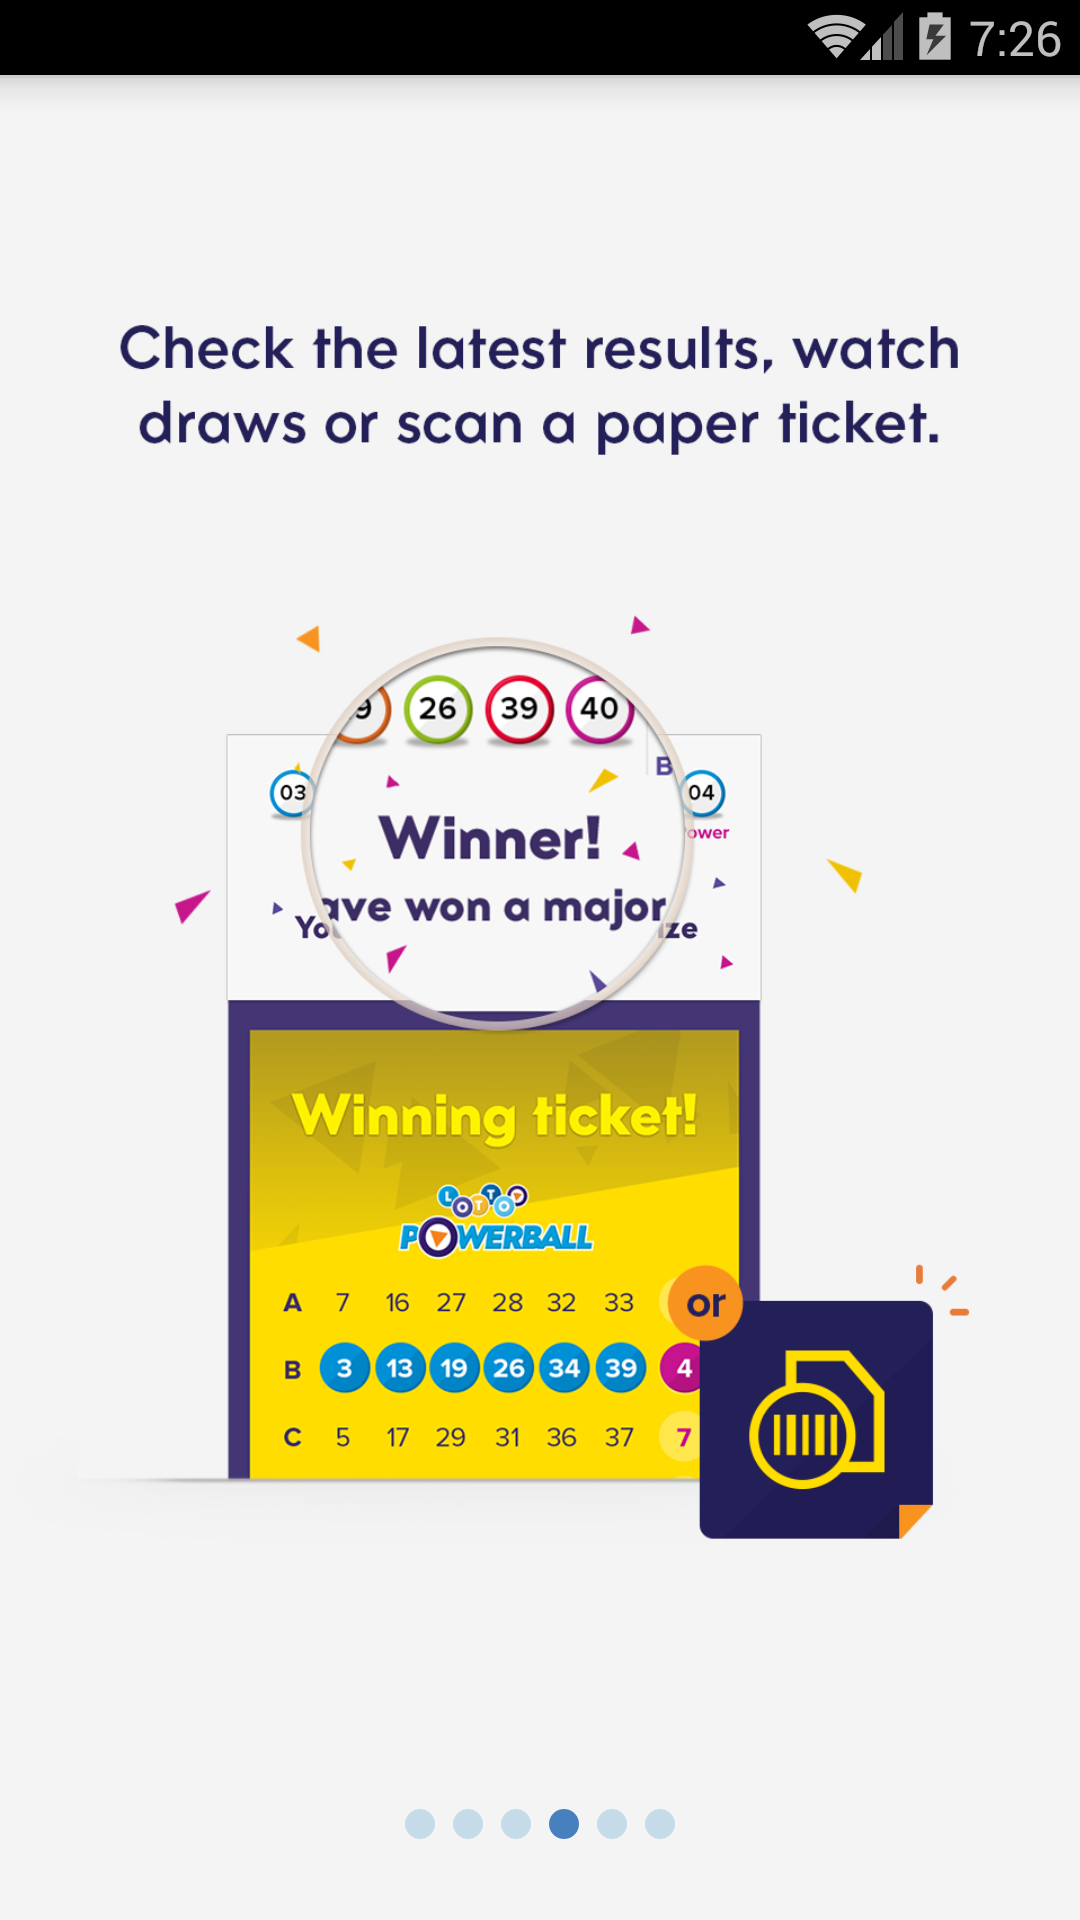 7:26
Check the latest results, watch
draws or scan a paper ticket.
9 26 39 40
B
03 04
ower
Winner!
ave won a major
Yo ze
Winning ticket!
LOTTO
POWERBALL
A 7 16 27 28 32 33
or
B 3 13 19 26 34 39 4
C 5 17 29 31 36 37 7